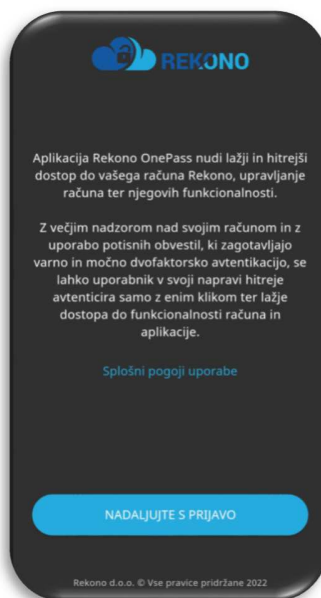 REKONO
Aplikacija Rekono OnePass nudi lažji in hitrejši
dostop do vašega računa Rekono, upravljanje
računa ter njegovih funkcionalnosti.
Z večjim nadzorom nad svojim računom in z
uporabo potisnih obvestil, ki zagotavljajo
varno in močno dvofaktorsko avtentikacijo, se
lahko uporabnik v svoji napravi hitreje
avtenticira samo z enim klikom ter lažje
dostopa do funkcionalnosti računa in
aplikacije.
Splošni pogoji uporabe
NADALJUJTE S PRIJAVO
Rekono d.o.o. © Vse pravice pridržane 2022